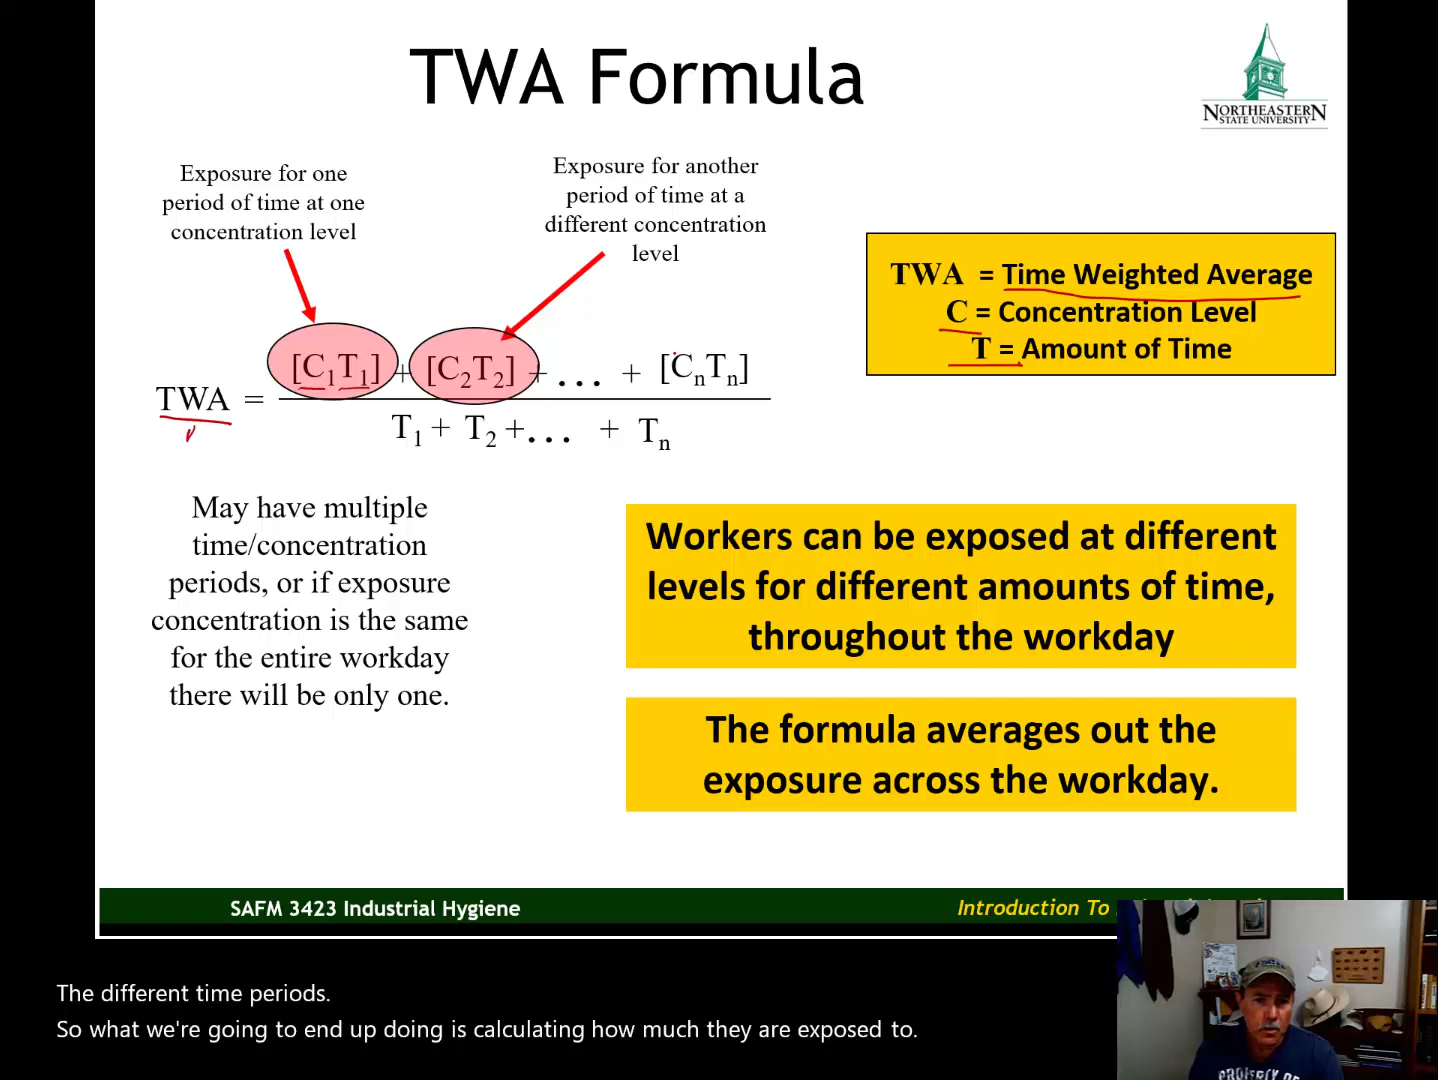 TWA Formula
NORTHEASTERN
STATE UNIVERSITY
Exposure for one
period of time at one
concentration level
Exposure for another
period of time at a
different concentration
level
TWA = Time Weighted Average
C = Concentration Level
T = Amount of Time
TWA = [C₁T₁] + [C₂T₂] + ... + [CₙTₙ]
T₁ + T₂ + ... + Tₙ
May have multiple
time/concentration
periods, or if exposure
concentration is the same
for the entire workday
there will be only one.
Workers can be exposed at different
levels for different amounts of time,
throughout the workday
The formula averages out the
exposure across the workday.
SAFM 3423 Industrial Hygiene
Introduction To
The different time periods.
So what we're going to end up doing is calculating how much they are exposed to.
PROPERTY OF